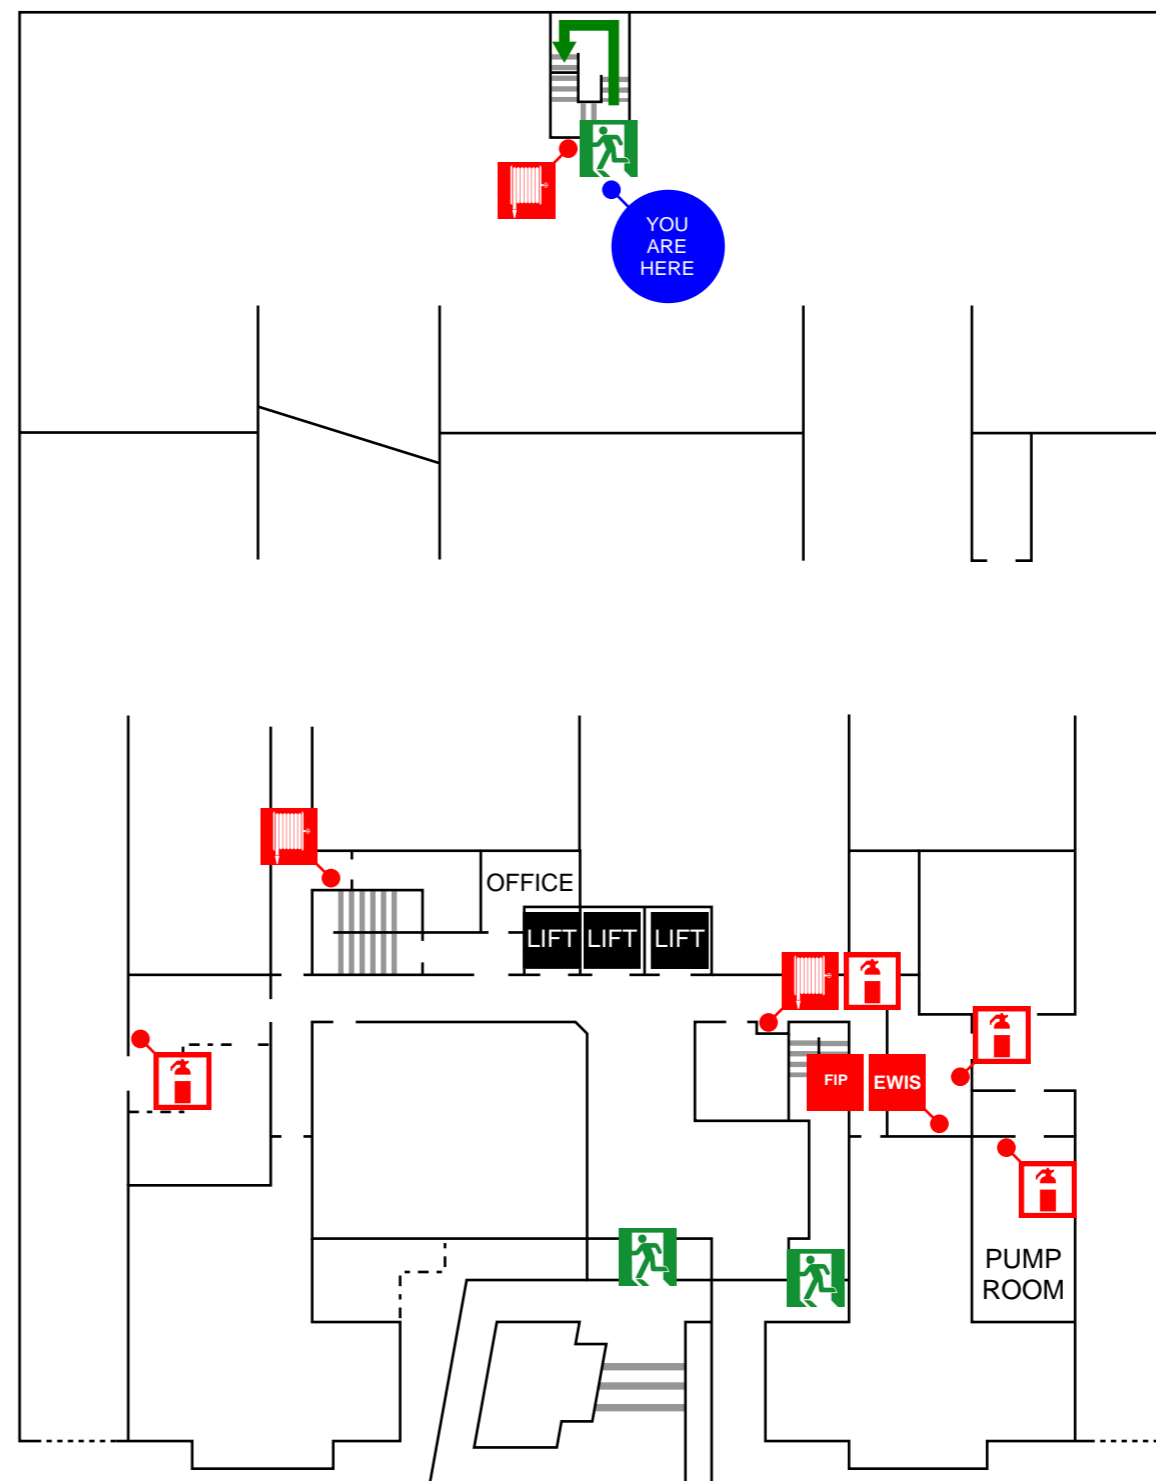 YOU
ARE
HERE
OFFICE
LIFT LIFT LIFT
FIP EWIS
PUMP
ROOM